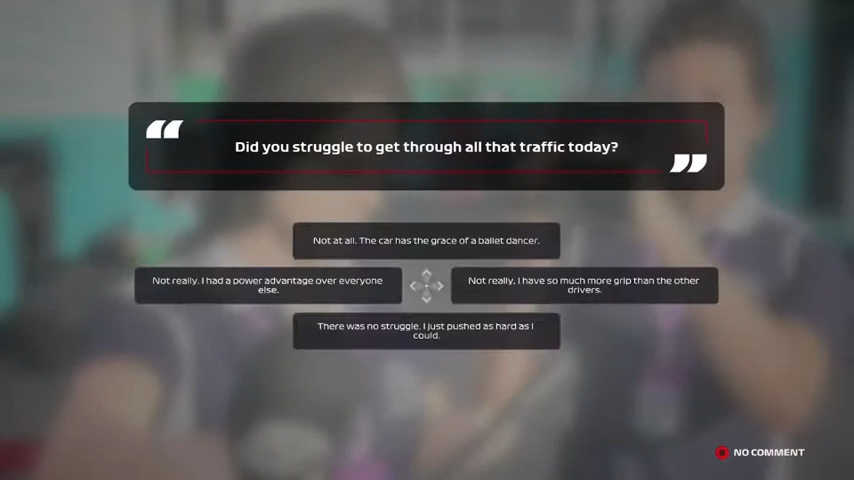 Did you struggle to get through all that traffic today?
Not at all. The car has the grace of a ballet dancer.
Not really. I had a power advantage over everyone
else.
Not really, I have so much more grip than the other
drivers.
There was no struggle. I just pushed as hard as I
could.
NO COMMENT